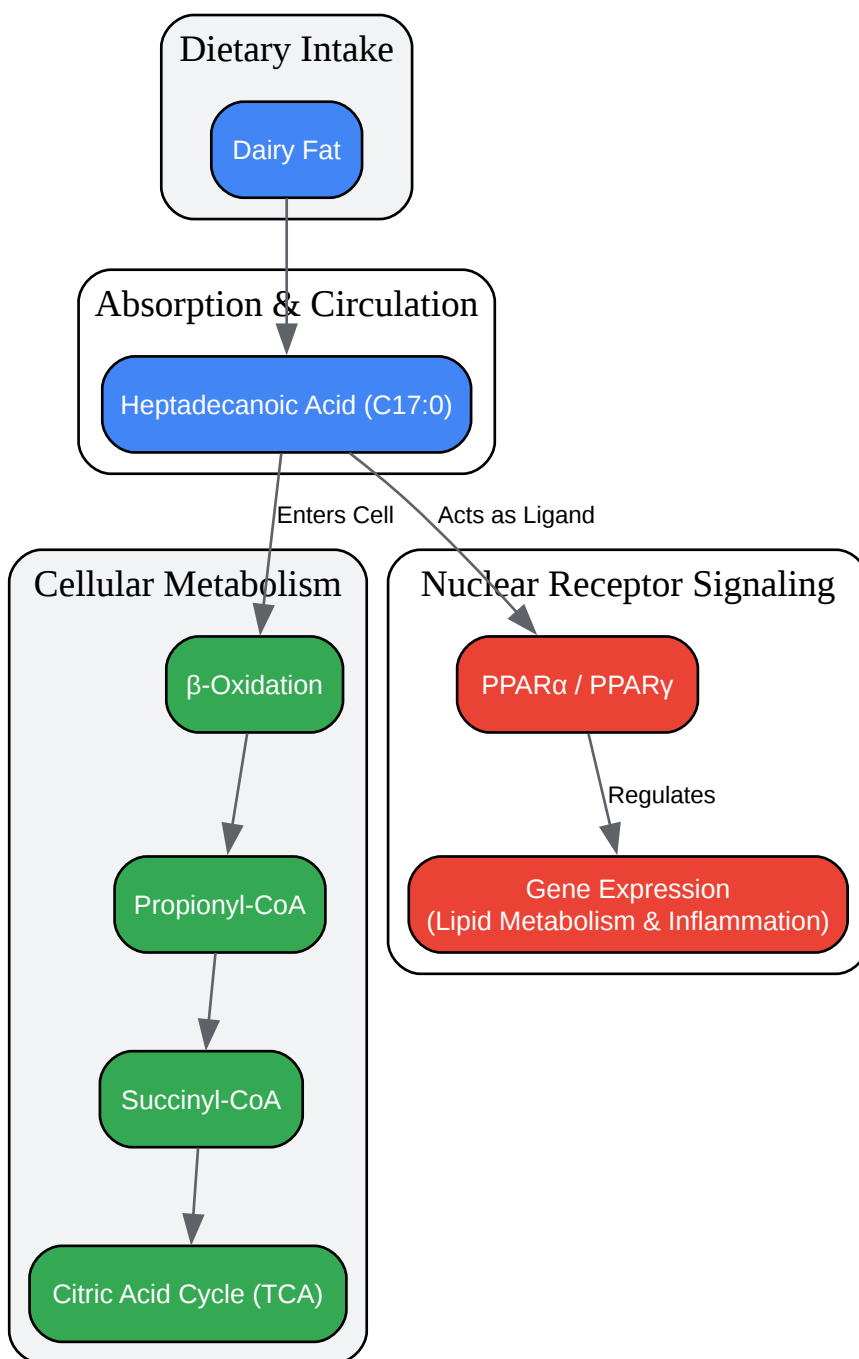 Dietary Intake
Dairy Fat
Absorption & Circulation
Heptadecanoic Acid (C17:0)
Enters Cell
Acts as Ligand
Cellular Metabolism
β-Oxidation
Propionyl-CoA
Succinyl-CoA
Citric Acid Cycle (TCA)
Nuclear Receptor Signaling
PPARα / PPARγ
Regulates
Gene Expression
(Lipid Metabolism & Inflammation)